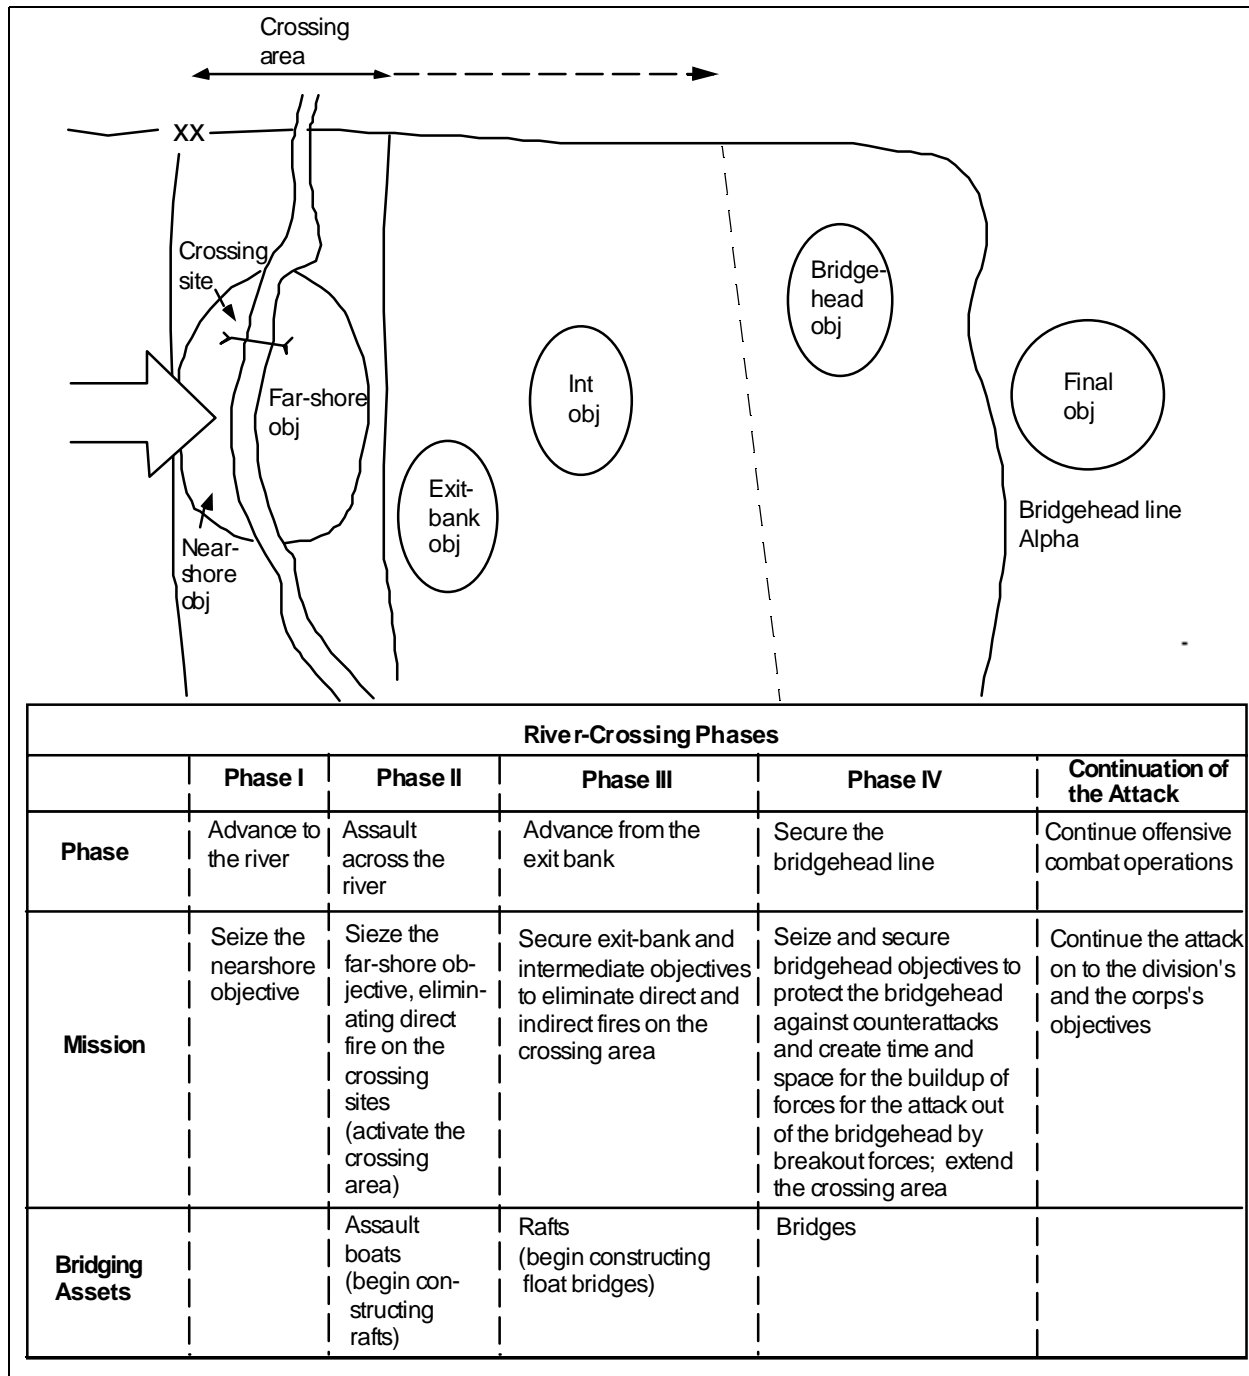 Crossing
area
XX
Crossing
site
Bridge-
head
obj
Int
obj
Final
obj
Far-shore
obj
Exit-
bank
obj
Bridgehead line
Alpha
Near-
shore
obj
River-Crossing Phases
Phase I
Phase II
Phase III
Phase IV
Continuation of
the Attack
Phase
Advance to
the river
Assault
across the
river
Advance from the
exit bank
Secure the
bridgehead line
Continue offensive
combat operations
Mission
Seize the
nearshore
objective
Sieze the
far-shore ob-
jective, elimin-
ating direct
fire on the
crossing
sites
(activate the
crossing
area)
Secure exit-bank and
intermediate objectives
to eliminate direct and
indirect fires on the
crossing area
Seize and secure
bridgehead objectives to
protect the bridgehead
against counterattacks
and create time and
space for the buildup of
forces for the attack out
of the bridgehead by
breakout forces; extend
the crossing area
Continue the attack
on to the division's
and the corps's
objectives
Bridging
Assets
Assault
boats
(begin con-
structing
rafts)
Rafts
(begin constructing
float bridges)
Bridges